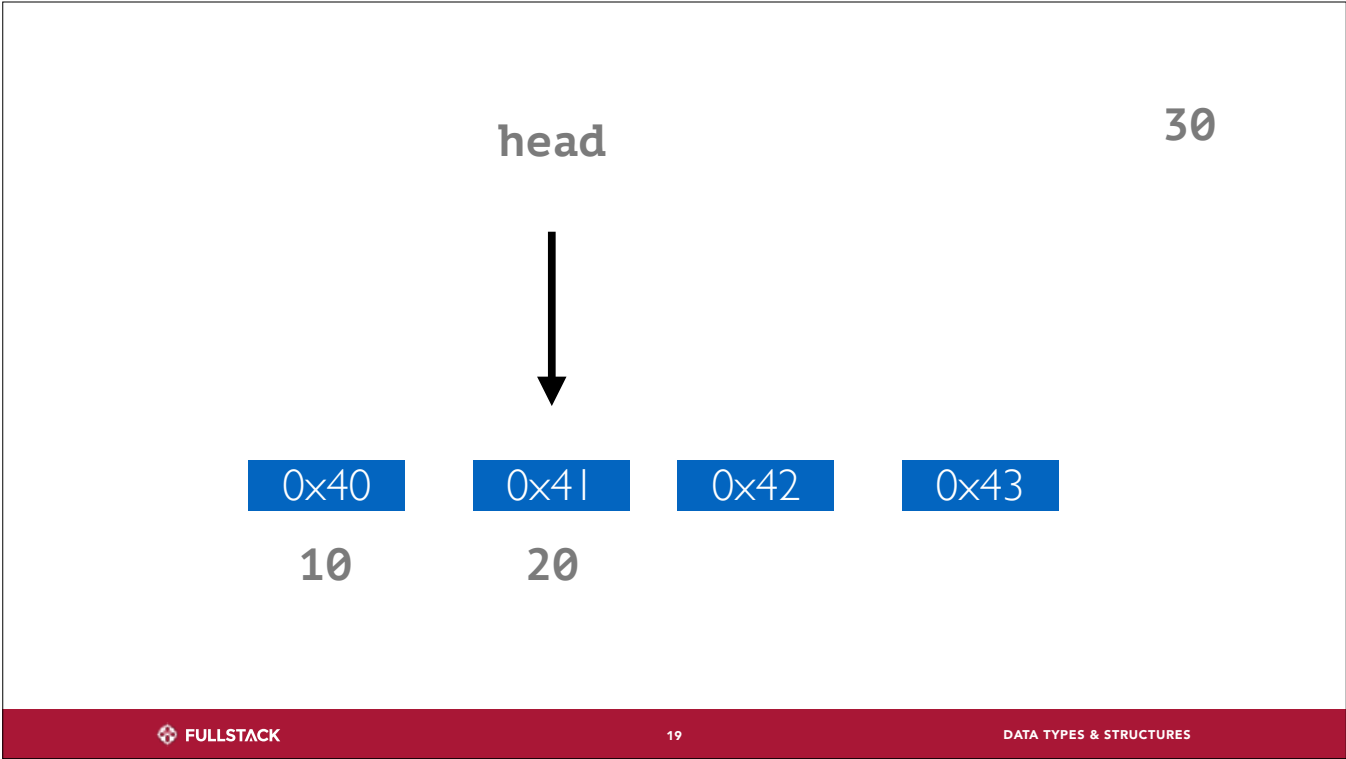 head
30
0x40 0x41 0x42 0x43
10 20
FULLSTACK 19 DATA TYPES & STRUCTURES